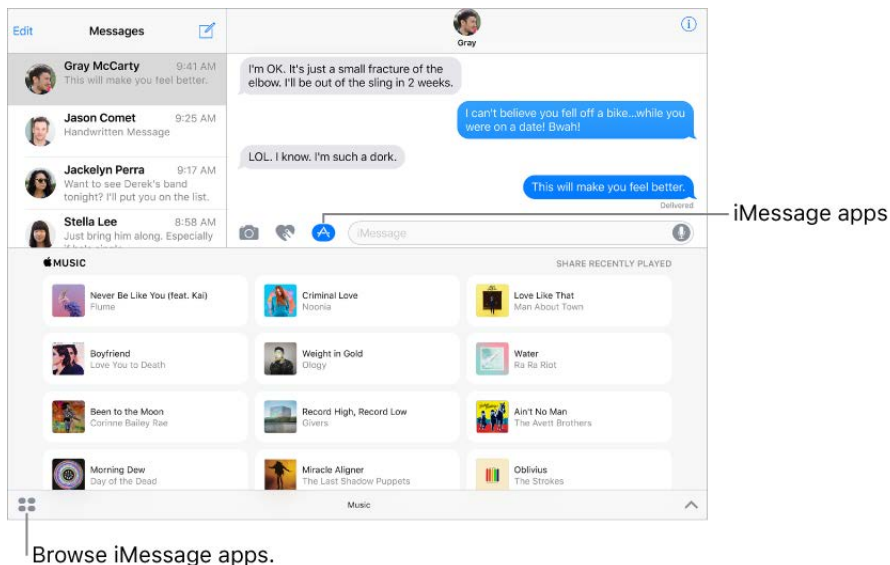 Edit
Messages
Gray McCarty 9:41 AM
This will make you feel better.
Jason Comet 9:25 AM
Handwritten Message
Jackelyn Perra 9:17 AM
Want to see Derek's band
tonight? I'll put you on the list.
Stella Lee 8:58 AM
Just bring him along. Especially
Gray
I'm OK. It's just a small fracture of the
elbow. I'll be out of the sling in 2 weeks.
I can't believe you fell off a bike...while you
were on a date! Bwah!
LOL. I know. I'm such a dork.
This will make you feel better.
Delivered
iMessage
iMessage apps
MUSIC
SHARE RECENTLY PLAYED
Never Be Like You (feat. Kai)
Flume
Criminal Love
Noonia
Love Like That
Man About Town
Boyfriend
Love You to Death
Weight in Gold
Ology
Water
Ra Ra Riot
Been to the Moon
Corinne Bailey Rae
Record High, Record Low
Givers
Ain't No Man
The Avett Brothers
Morning Dew
Day of the Dead
Miracle Aligner
The Last Shadow Puppets
Oblivius
The Strokes
Music
Browse iMessage apps.